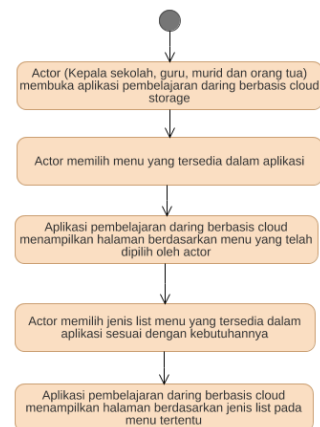 Actor (Kepala sekolah, guru, murid dan orang tua)
membuka aplikasi pembelajaran daring berbasis cloud
storage
Actor memilih menu yang tersedia dalam aplikasi
Aplikasi pembelajaran daring berbasis cloud
menampilkan halaman berdasarkan menu yang telah
dipilih oleh actor
Actor memilih jenis list menu yang tersedia dalam
aplikasi sesuai dengan kebutuhannya
Aplikasi pembelajaran daring berbasis cloud
menampilkan halaman berdasarkan jenis list pada
menu tertentu